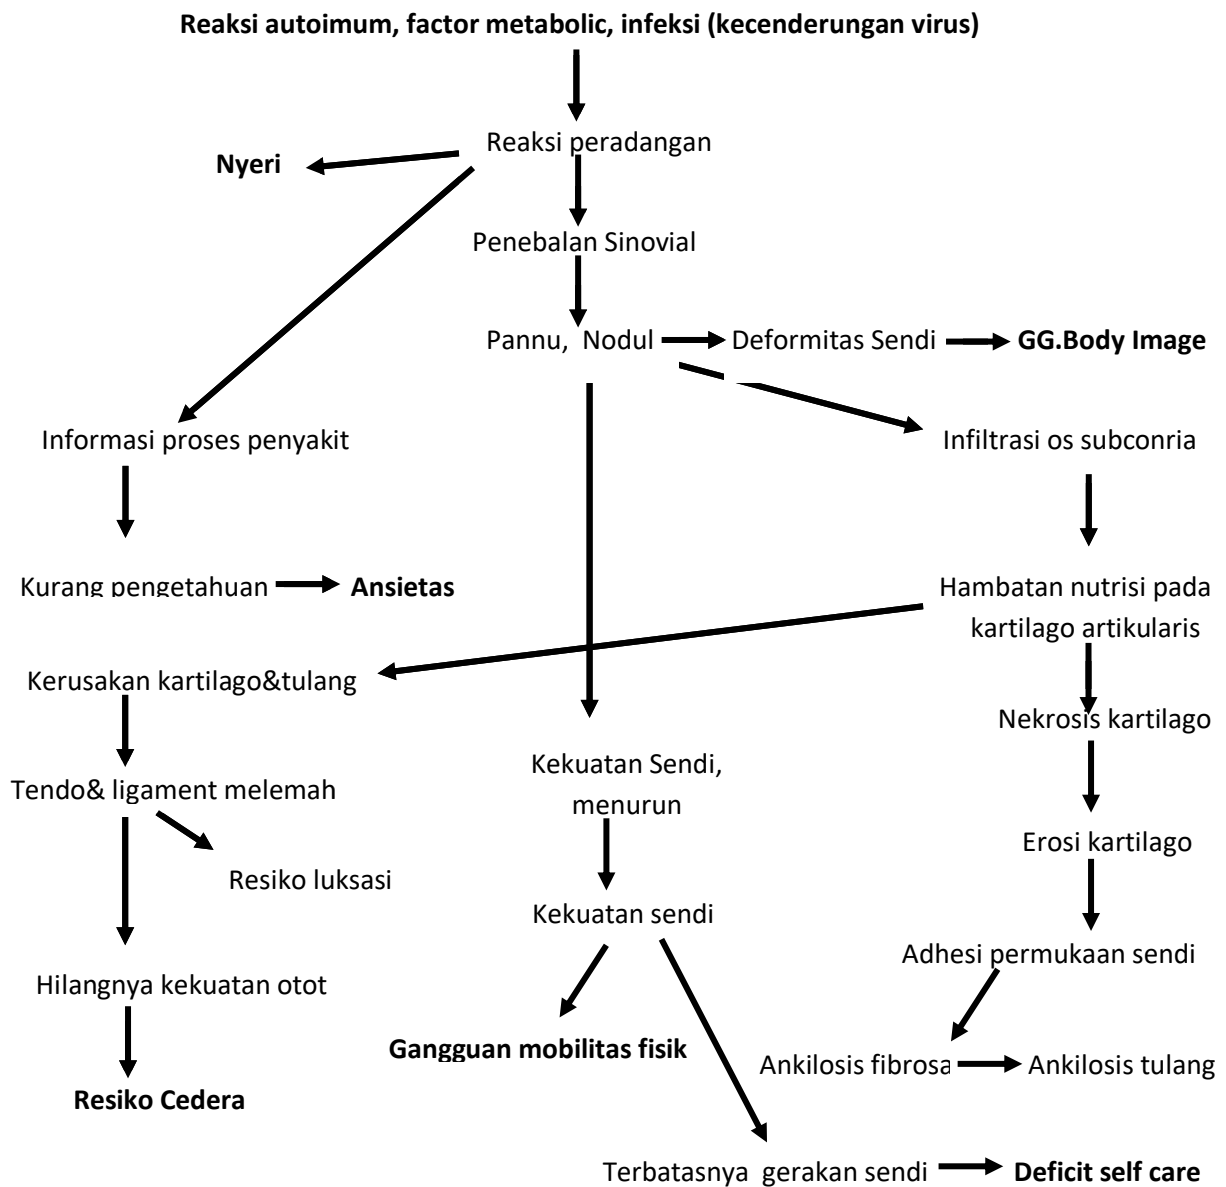 Reaksi autoimum, factor metabolic, infeksi (kecenderungan virus)
Reaksi peradangan
Nyeri
Penebalan Sinovial
Pannu, Nodul
Deformitas Sendi
GG.Body Image
Informasi proses penyakit
Infiltrasi os subconria
Kurang pengetahuan
Ansietas
Hambatan nutrisi pada
kartilago artikularis
Kerusakan kartilago&tulang
Nekrosis kartilago
Kekuatan Sendi,
menurun
Tendo& ligament melemah
Erosi kartilago
Resiko luksasi
Kekuatan sendi
Adhesi permukaan sendi
Hilangnya kekuatan otot
Gangguan mobilitas fisik
Ankilosis fibrosa
Ankilosis tulang
Resiko Cedera
Terbatasnya gerakan sendi
Deficit self care